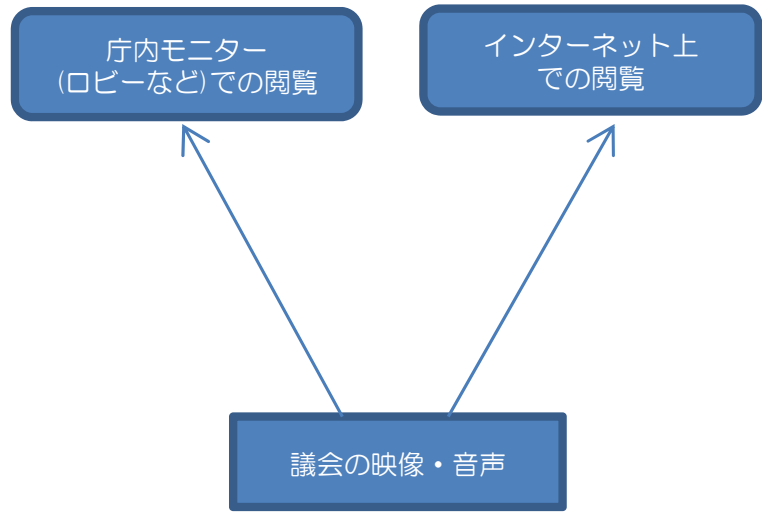 庁内モニター
(ロビーなど)での閲覧
インターネット上
での閲覧
議会の映像・音声